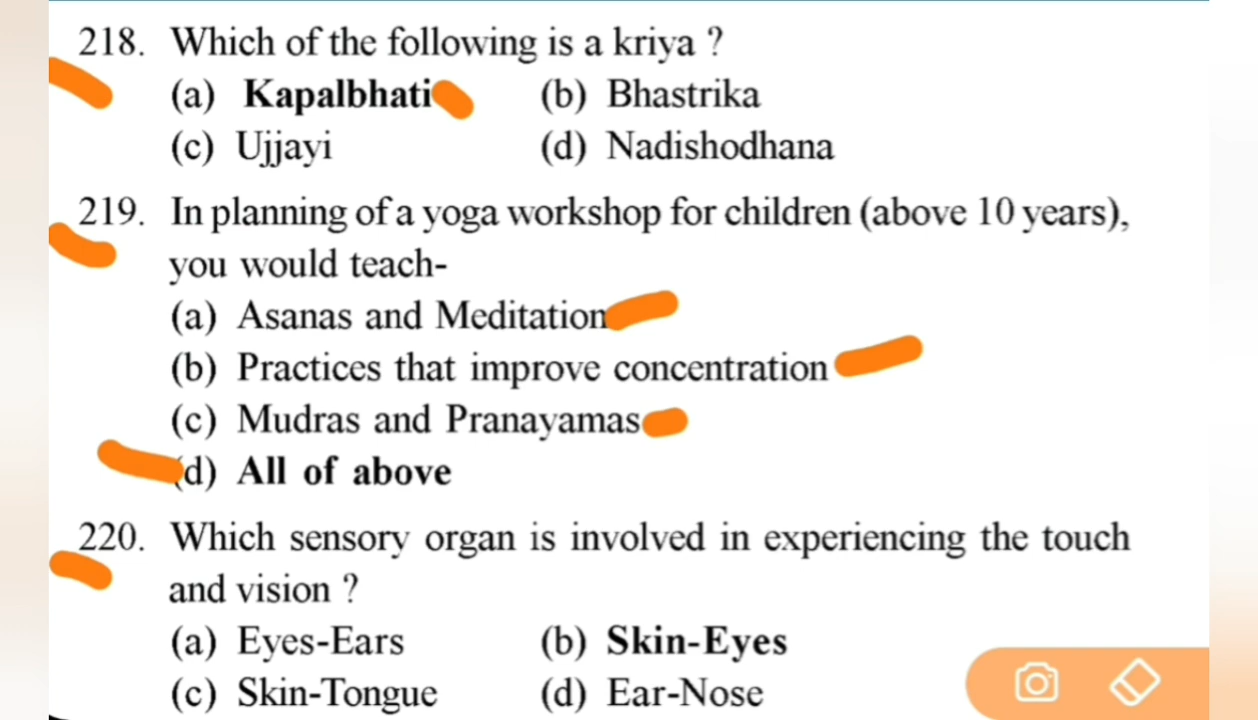 218. Which of the following is a kriya ?
(a) Kapalbhati (b) Bhastrika
(c) Ujjayi (d) Nadishodhana
219. In planning of a yoga workshop for children (above 10 years),
you would teach-
(a) Asanas and Meditation
(b) Practices that improve concentration
(c) Mudras and Pranayamas
(d) All of above
220. Which sensory organ is involved in experiencing the touch
and vision ?
(a) Eyes-Ears (b) Skin-Eyes
(c) Skin-Tongue (d) Ear-Nose